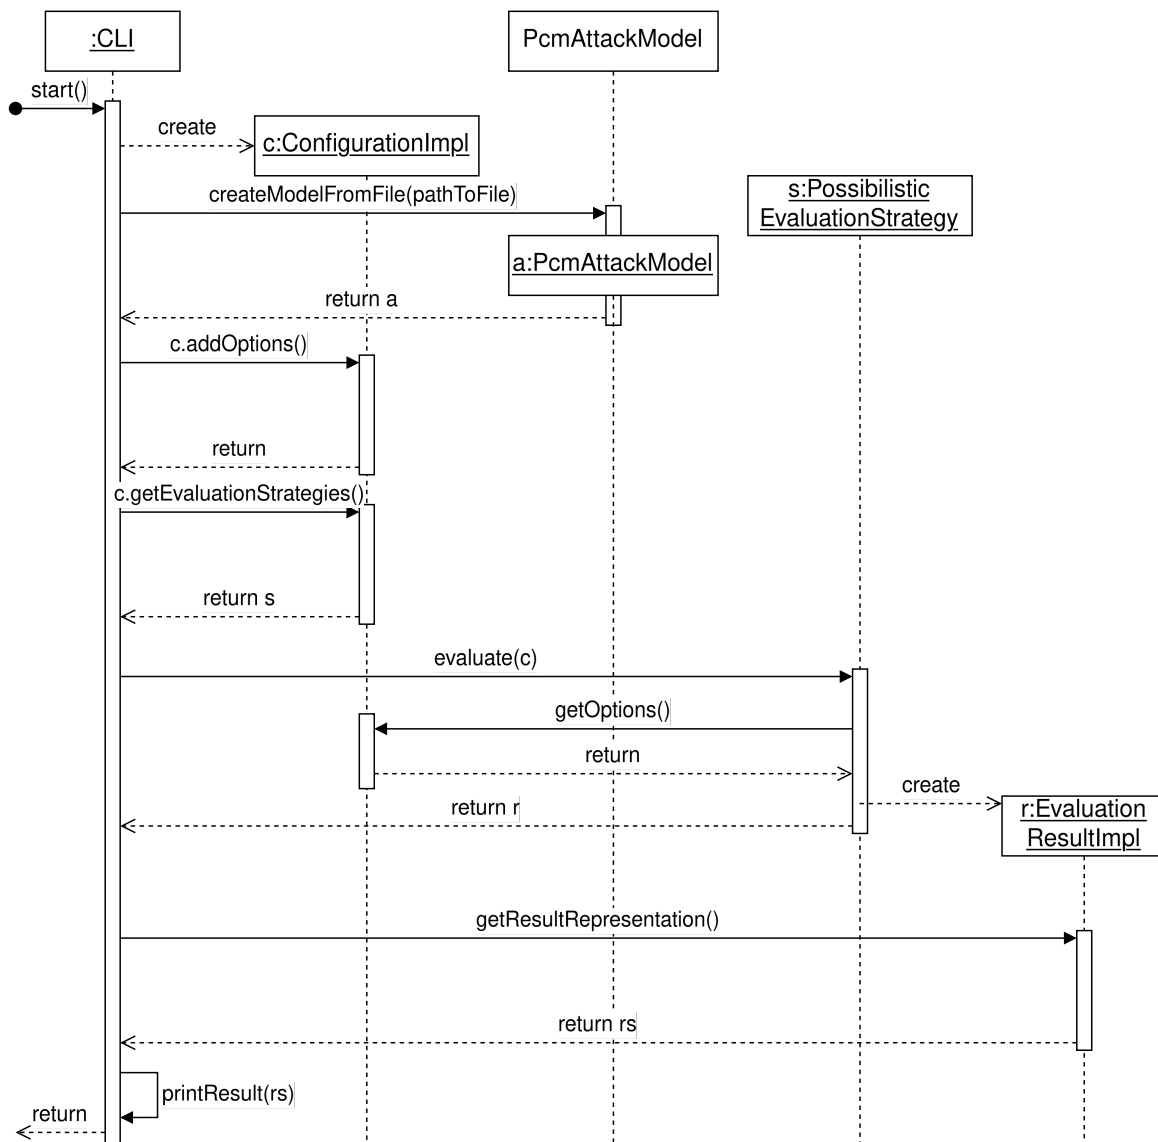 :CLI
PcmAttackModel
start()
create
c:ConfigurationImpl
createModelFromFile(pathToFile)
s:Possibilistic
EvaluationStrategy
a:PcmAttackModel
return a
c.addOptions()
return
c.getEvaluationStrategies()
return s
evaluate(c)
getOptions()
return
create
return r
r:Evaluation
ResultImpl
getResultRepresentation()
return rs
printResult(rs)
return